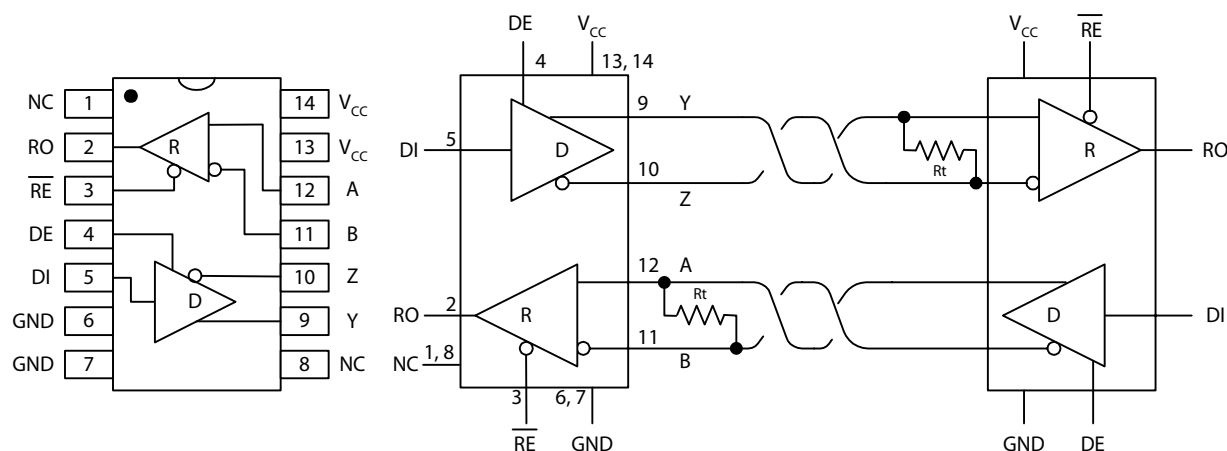 NC 1 14 VCC
RO 2 R 13 VCC
RE 3 12 A
DE 4 11 B
DI 5 D 10 Z
GND 6 9 Y
GND 7 8 NC
DE VCC
4 13, 14
DI 5 D 9 Y
10
Z
12 A
RO 2 R Rt
NC 1, 8 11
B
3 6, 7
RE GND
VCC RE
Rt R RO
D DI
GND DE